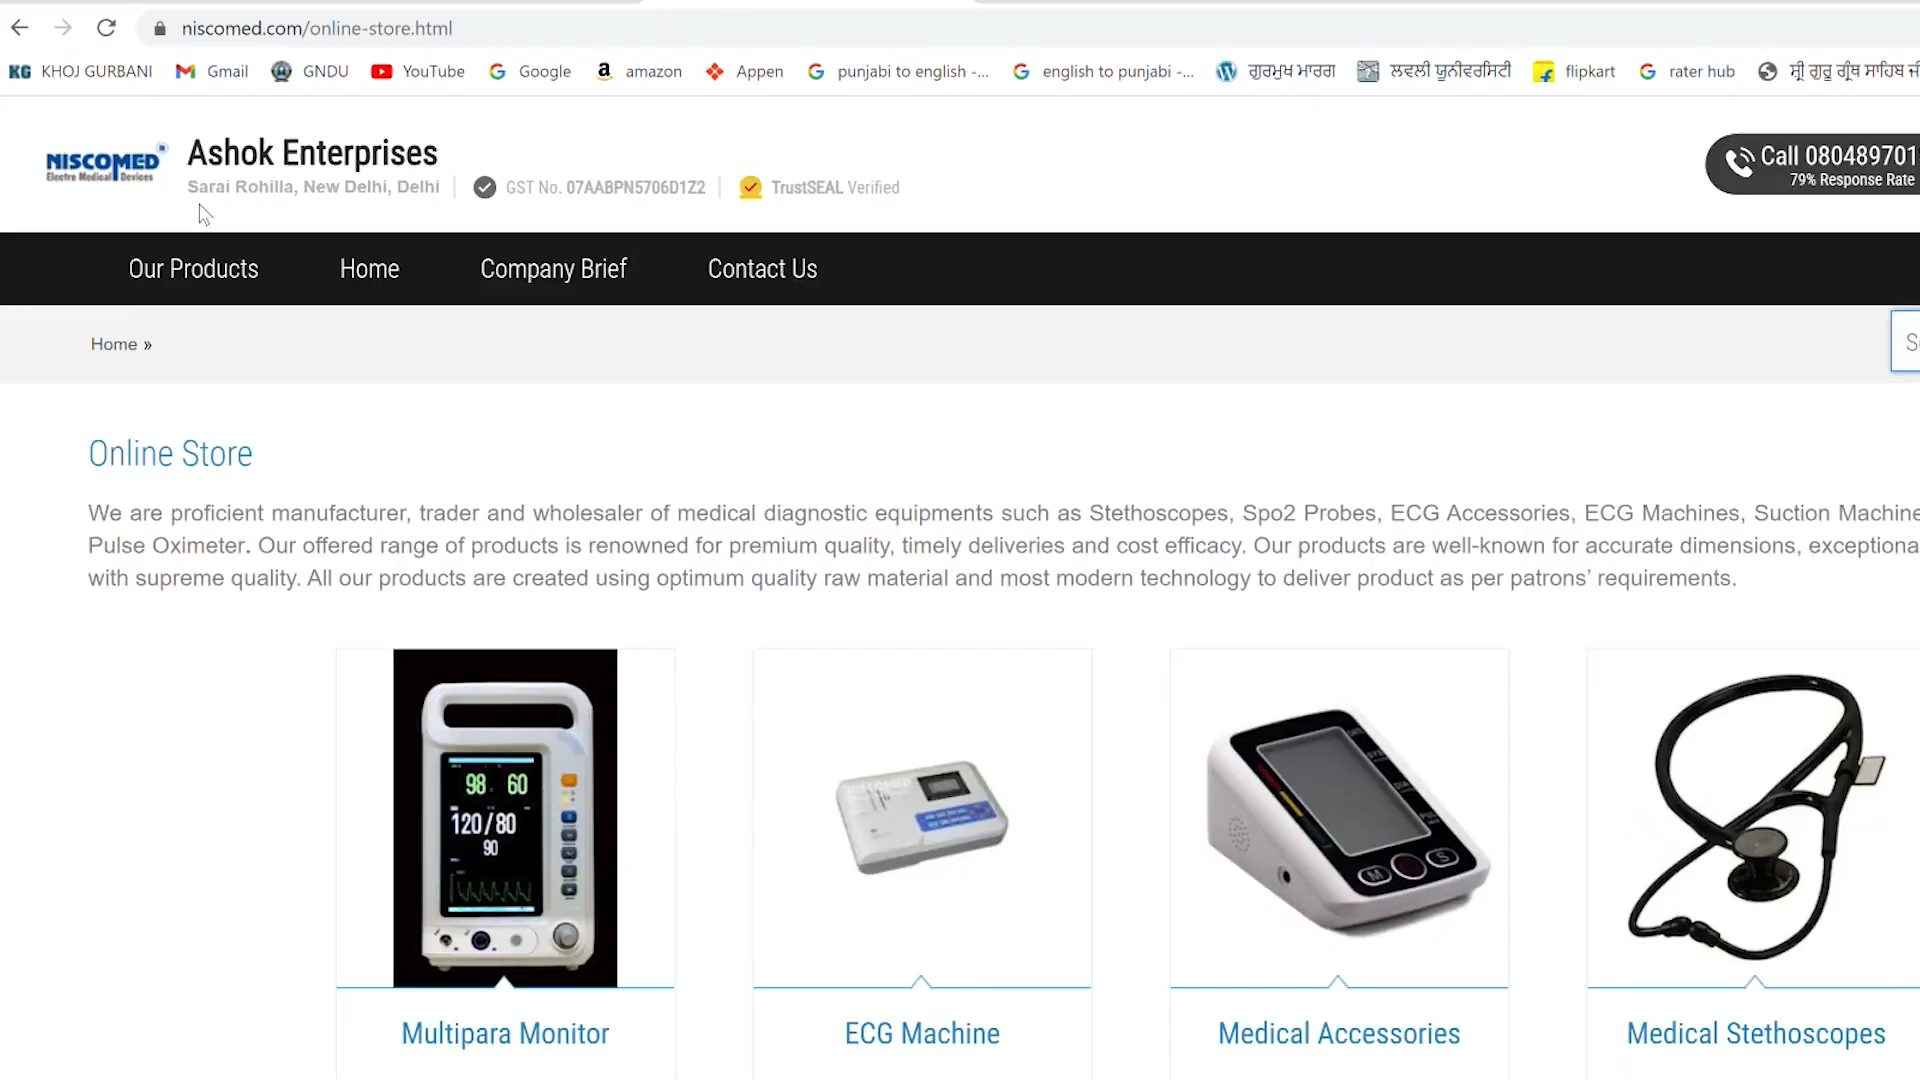 niscomed.com/online-store.html
KG KHOJ GURBANI Gmail GNDU YouTube Google amazon Appen punjabi to english -... english to punjabi -... ਗੁਰਮੁਖ ਮਾਰਗ ਲਵਲੀ ਯੂਨੀਵਰਸਿਟੀ flipkart rater hub ਸ੍ਰੀ ਗੁਰੂ ਗ੍ਰੰਥ ਸਾਹਿਬ ਜੀ
NISCOMED
Electro Medical Devices
Ashok Enterprises
Sarai Rohilla, New Delhi, Delhi GST No. 07AABPN5706D1Z2 TrustSEAL Verified
Call 080489701
79% Response Rate
Our Products Home Company Brief Contact Us
Home »
Online Store
We are proficient manufacturer, trader and wholesaler of medical diagnostic equipments such as Stethoscopes, Spo2 Probes, ECG Accessories, ECG Machines, Suction Machine
Pulse Oximeter. Our offered range of products is renowned for premium quality, timely deliveries and cost efficacy. Our products are well-known for accurate dimensions, exceptiona
with supreme quality. All our products are created using optimum quality raw material and most modern technology to deliver product as per patrons’ requirements.
98 60
120/80
90
M S
Multipara Monitor
ECG Machine
Medical Accessories
Medical Stethoscopes